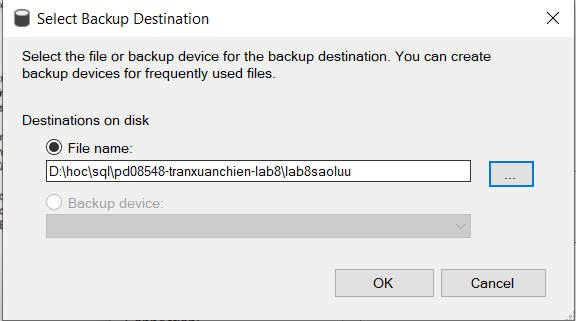 Select Backup Destination
Select the file or backup device for the backup destination. You can create
backup devices for frequently used files.
Destinations on disk
File name:
D:\hoc\sql\pd08548-tranxuanchien-lab8\lab8saoluu
...
Backup device:
OK
Cancel